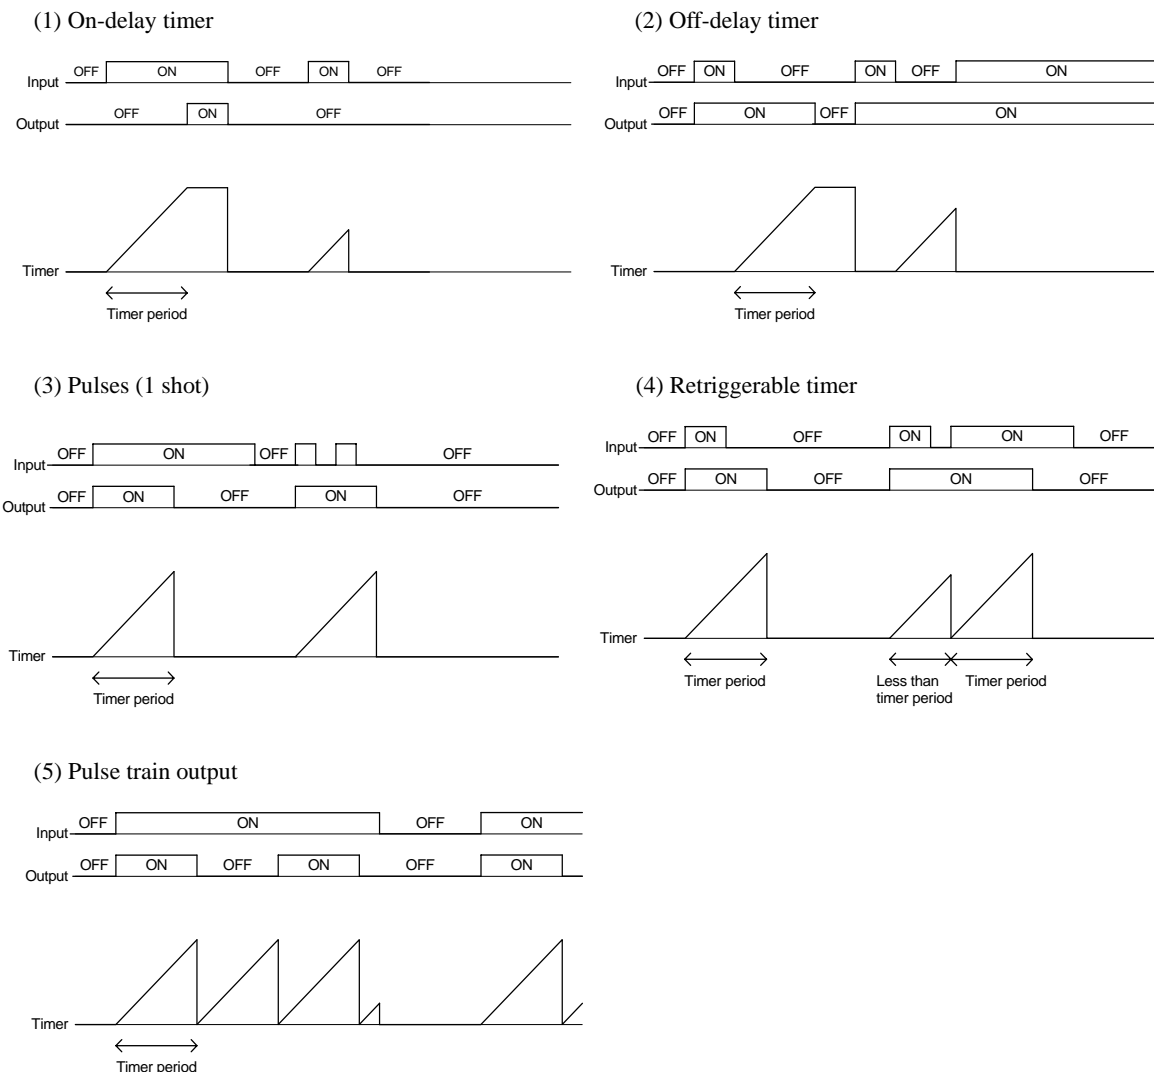 (1) On-delay timer
Input OFF ON OFF ON OFF
Output OFF ON OFF
Timer
Timer period
(2) Off-delay timer
Input OFF ON OFF ON OFF ON
Output OFF ON OFF ON
Timer
Timer period
(3) Pulses (1 shot)
Input OFF ON OFF OFF
Output OFF ON OFF ON OFF
Timer
Timer period
(4) Retriggerable timer
Input OFF ON OFF ON ON OFF
Output OFF ON OFF ON OFF
Timer
Timer period
Less than
timer period
Timer period
(5) Pulse train output
Input OFF ON OFF ON
Output OFF ON OFF ON OFF ON
Timer
Timer period